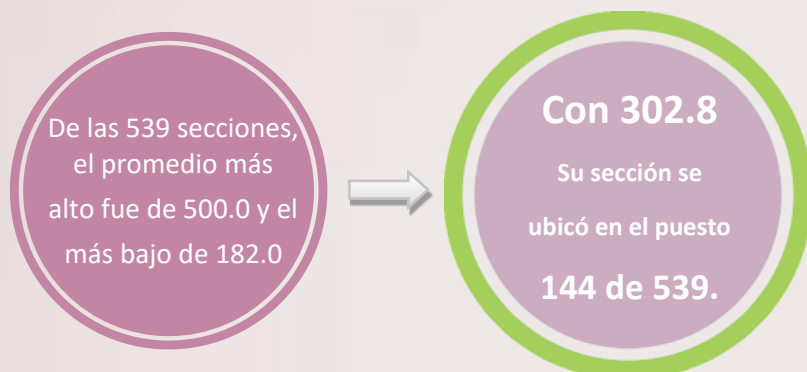 De las 539 secciones,
el promedio más
alto fue de 500.0 y el
más bajo de 182.0
Con 302.8
Su sección se
ubicó en el puesto
144 de 539.